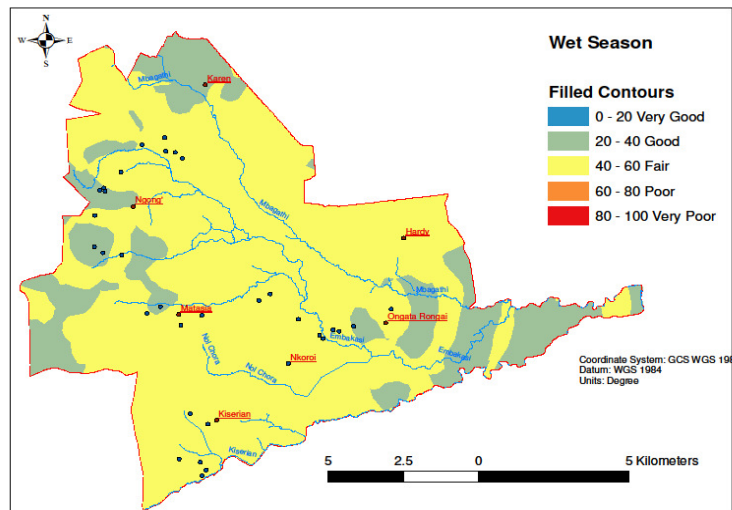 N
W E
S
Wet Season
Filled Contours
0 - 20 Very Good
20 - 40 Good
40 - 60 Fair
60 - 80 Poor
80 - 100 Very Poor
Mbagathi
Karen
Ngong'
Mbagathi
Hardy
Mbagathi
Matasia
Ongata Rongai
Embakasi
Embakasi
Nol Chora
Nkoroi
Nol Chora
Kiserian
Kiserian
Coordinate System: GCS WGS 198
Datum: WGS 1984
Units: Degree
5 2.5 0 5 Kilometers